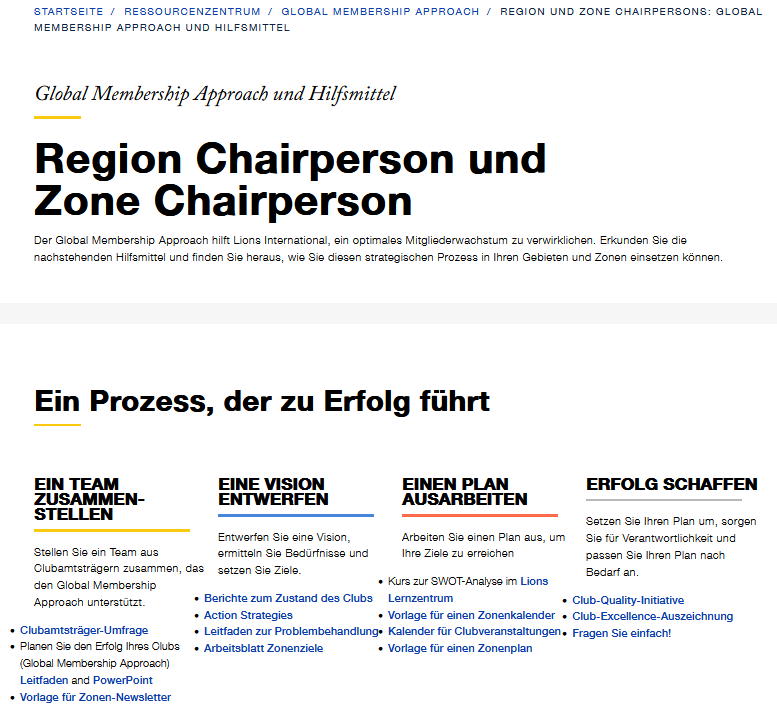 STARTSEITE / RESSOURCENZENTRUM / GLOBAL MEMBERSHIP APPROACH / REGION UND ZONE CHAIRPERSONS: GLOBAL
MEMBERSHIP APPROACH UND HILFSMITTEL
Global Membership Approach und Hilfsmittel
Region Chairperson und
Zone Chairperson
Der Global Membership Approach hilft Lions International, ein optimales Mitgliederwachstum zu verwirklichen. Erkunden Sie die
nachstehenden Hilfsmittel und finden Sie heraus, wie Sie diesen strategischen Prozess in Ihren Gebieten und Zonen einsetzen können.
Ein Prozess, der zu Erfolg führt
EIN TEAM
ZUSAMMEN-
STELLEN
Stellen Sie ein Team aus
Clubamtsträgern zusammen, das
den Global Membership
Approach unterstützt.
• Clubamtsträger-Umfrage
• Planen Sie den Erfolg Ihres Clubs
(Global Membership Approach)
Leitfaden and PowerPoint
• Vorlage für Zonen-Newsletter
EINE VISION
ENTWERFEN
Entwerfen Sie eine Vision,
ermitteln Sie Bedürfnisse und
setzen Sie Ziele.
• Berichte zum Zustand des Clubs
• Action Strategies
• Leitfaden zur Problembehandlung
• Arbeitsblatt Zonenziele
EINEN PLAN
AUSARBEITEN
Arbeiten Sie einen Plan aus, um
Ihre Ziele zu erreichen
• Kurs zur SWOT-Analyse im Lions
Lernzentrum
• Vorlage für einen Zonenkalender
• Kalender für Clubveranstaltungen
• Vorlage für einen Zonenplan
ERFOLG SCHAFFEN
Setzen Sie Ihren Plan um, sorgen
Sie für Verantwortlichkeit und
passen Sie Ihren Plan nach
Bedarf an.
• Club-Quality-Initiative
• Club-Excellence-Auszeichnung
• Fragen Sie einfach!